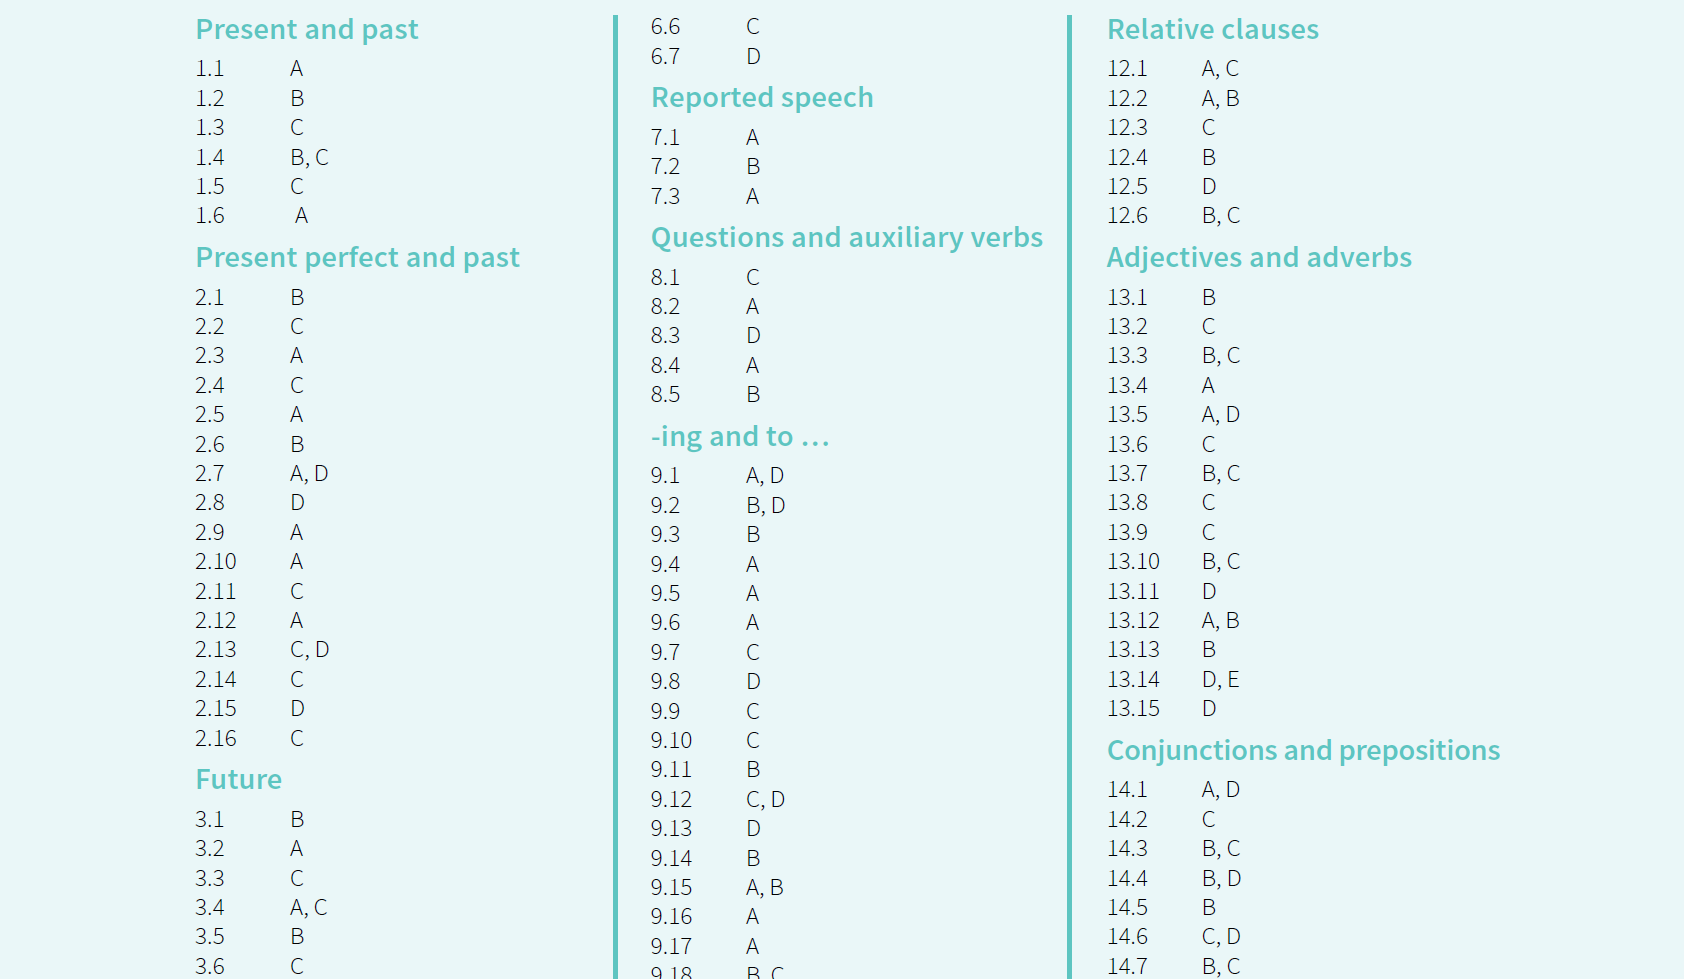 Present and past
1.1 A
1.2 B
1.3 C
1.4 B, C
1.5 C
1.6 A
Present perfect and past
2.1 B
2.2 C
2.3 A
2.4 C
2.5 A
2.6 B
2.7 A, D
2.8 D
2.9 A
2.10 A
2.11 C
2.12 A
2.13 C, D
2.14 C
2.15 D
2.16 C
Future
3.1 B
3.2 A
3.3 C
3.4 A, C
3.5 B
3.6 C
6.6 C
6.7 D
Reported speech
7.1 A
7.2 B
7.3 A
Questions and auxiliary verbs
8.1 C
8.2 A
8.3 D
8.4 A
8.5 B
-ing and to …
9.1 A, D
9.2 B, D
9.3 B
9.4 A
9.5 A
9.6 A
9.7 C
9.8 D
9.9 C
9.10 C
9.11 B
9.12 C, D
9.13 D
9.14 B
9.15 A, B
9.16 A
9.17 A
9.18 B, C
Relative clauses
12.1 A, C
12.2 A, B
12.3 C
12.4 B
12.5 D
12.6 B, C
Adjectives and adverbs
13.1 B
13.2 C
13.3 B, C
13.4 A
13.5 A, D
13.6 C
13.7 B, C
13.8 C
13.9 C
13.10 B, C
13.11 D
13.12 A, B
13.13 B
13.14 D, E
13.15 D
Conjunctions and prepositions
14.1 A, D
14.2 C
14.3 B, C
14.4 B, D
14.5 B
14.6 C, D
14.7 B, C